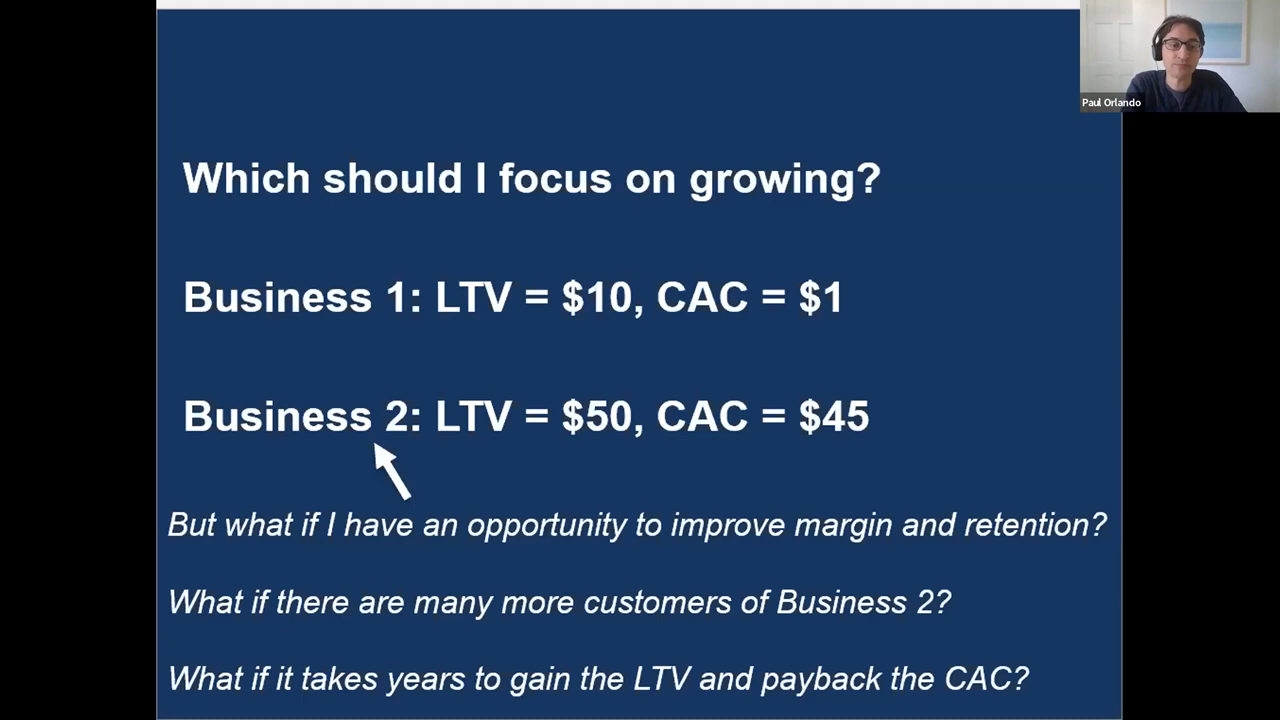 Paul Orlando
Which should I focus on growing?
Business 1: LTV = $10, CAC = $1
Business 2: LTV = $50, CAC = $45
But what if I have an opportunity to improve margin and retention?
What if there are many more customers of Business 2?
What if it takes years to gain the LTV and payback the CAC?